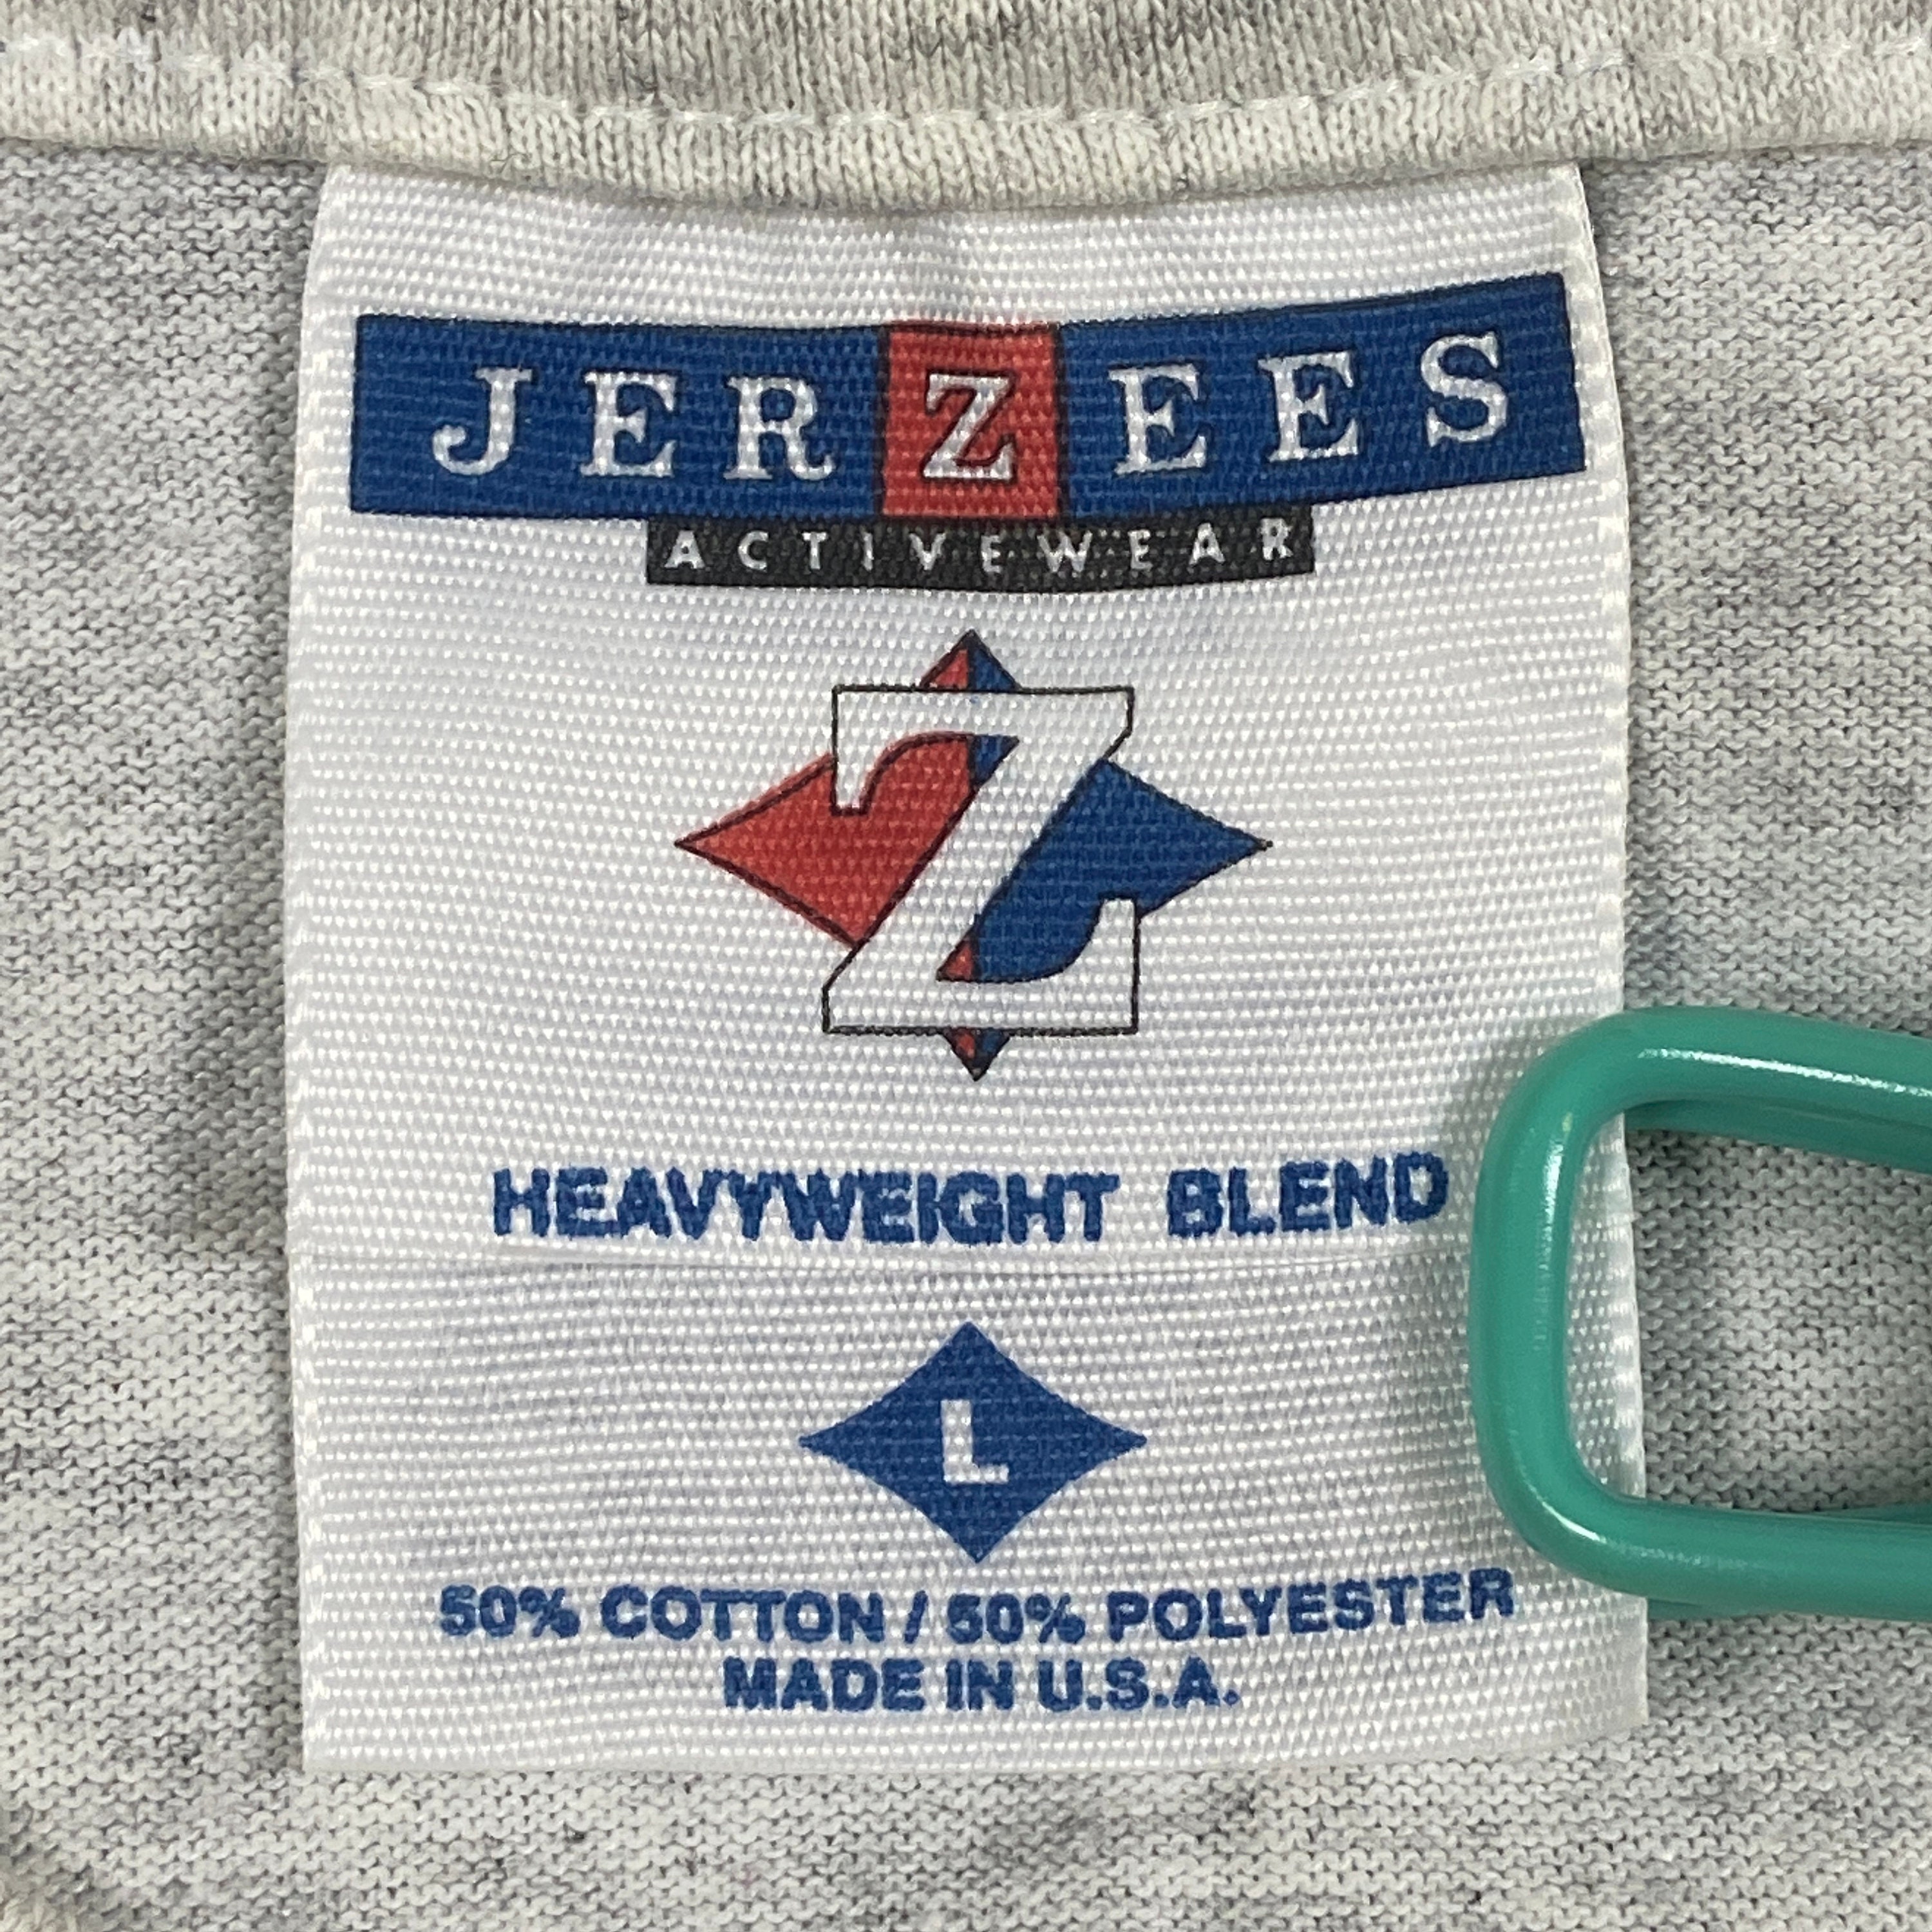 JERZEES
ACTIVEWEAR
Z
HEAVYWEIGHT BLEND
L
50% COTTON / 50% POLYESTER
MADE IN U.S.A.